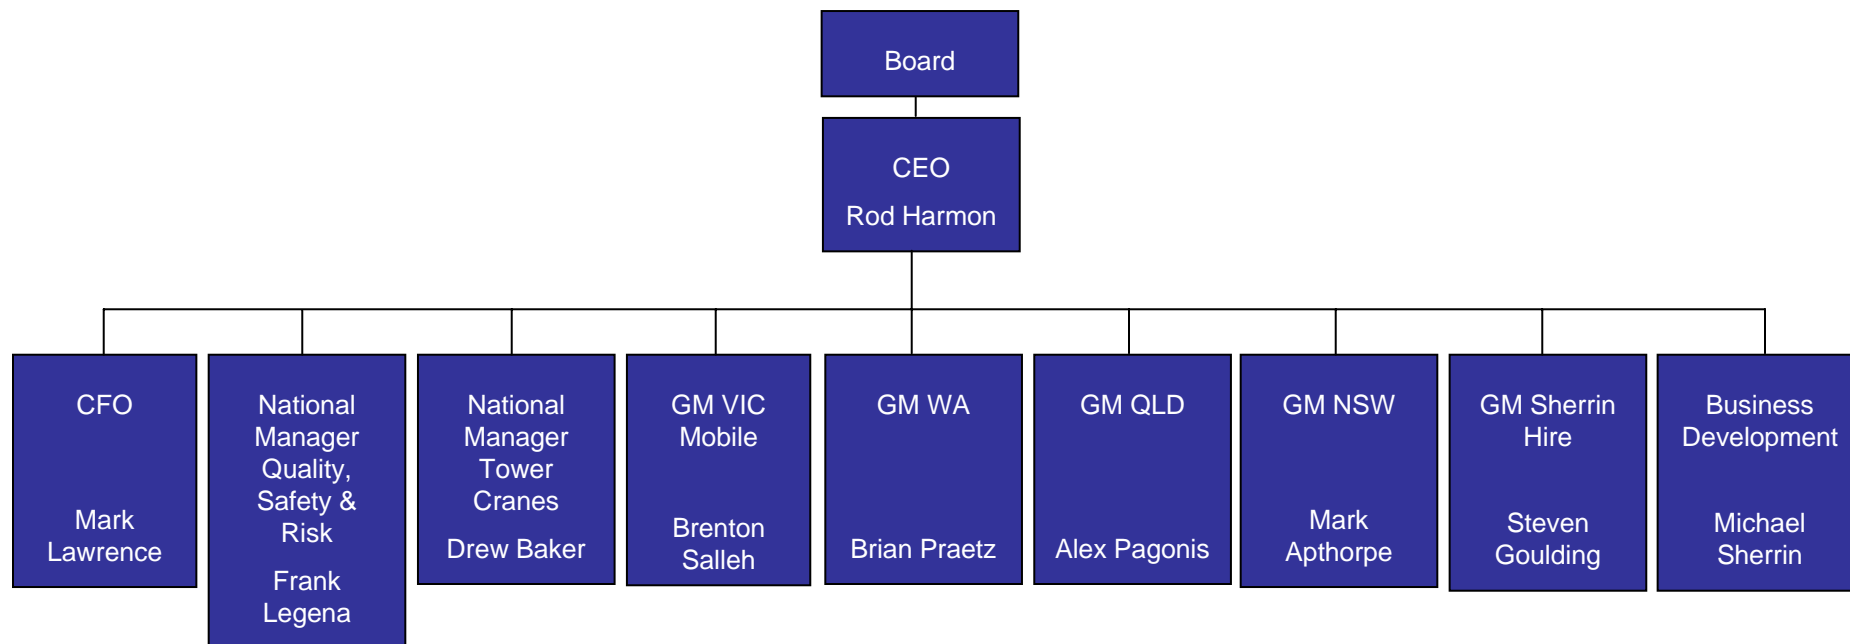 Board
CEO
Rod Harmon
CFO
Mark
Lawrence
National
Manager
Quality,
Safety &
Risk
Frank
Legena
National
Manager
Tower
Cranes
Drew Baker
GM VIC
Mobile
Brenton
Salleh
GM WA
Brian Praetz
GM QLD
Alex Pagonis
GM NSW
Mark
Apthorpe
GM Sherrin
Hire
Steven
Goulding
Business
Development
Michael
Sherrin